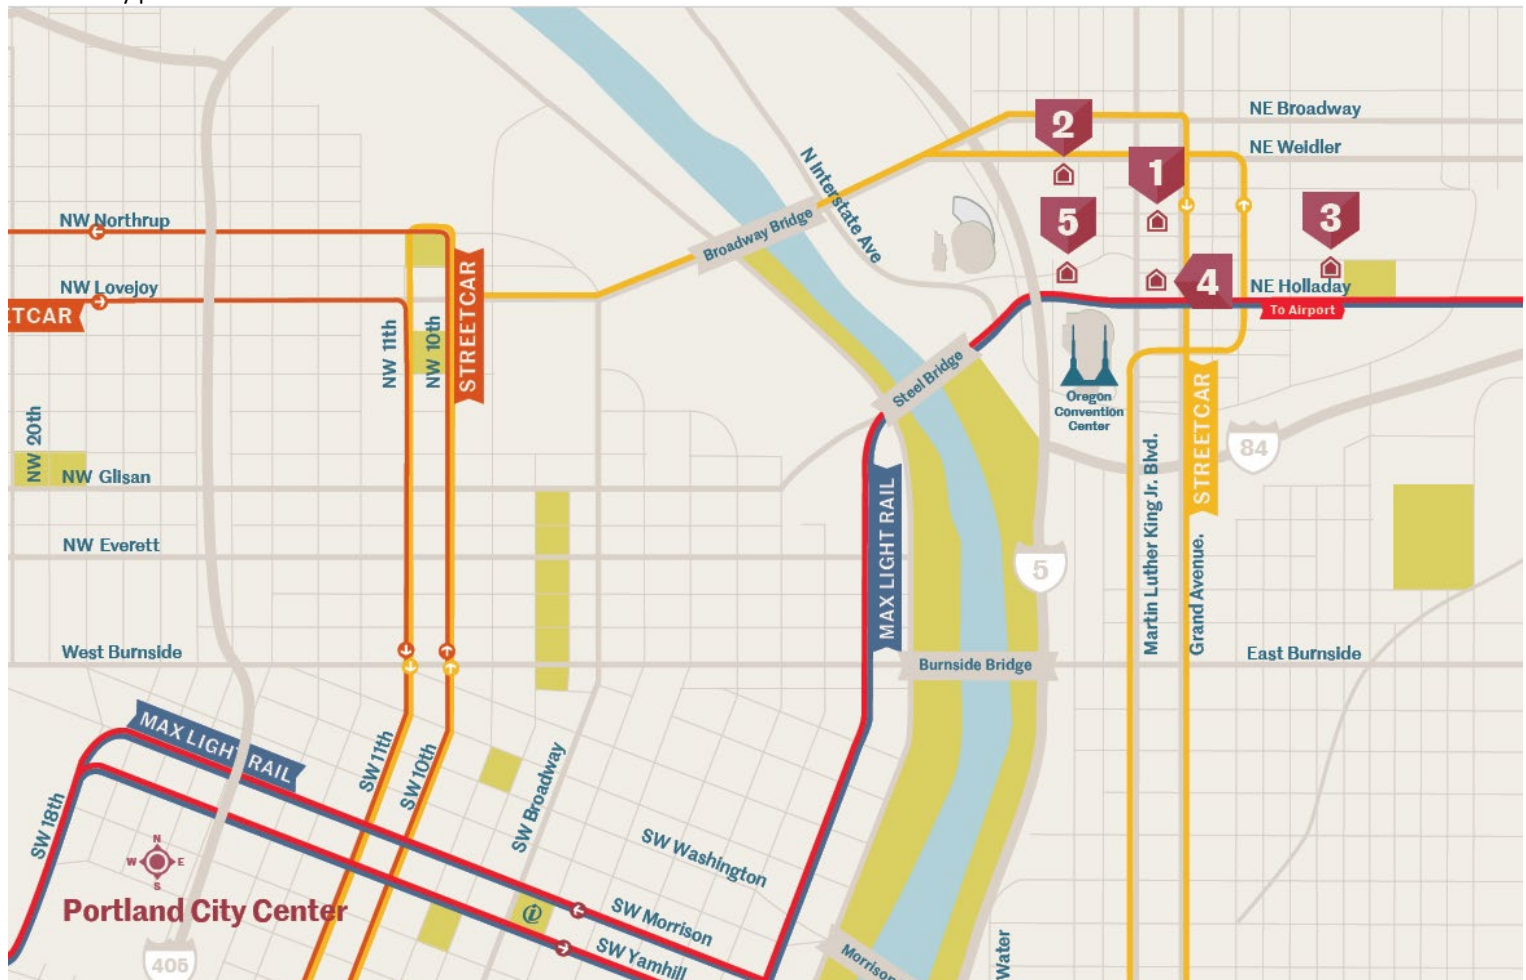 NE Broadway
2
NE Weidler
1
N Interstate Ave
5
3
NW Northrup
Broadway Bridge
STREETCAR
NW Lovejoy
4
NE Holladay
To Airport
ETCAR
NW 11th
NW 10th
Steel Bridge
Oregon
Convention
Center
STREETCAR
NW 20th
84
NW Glisan
MAX LIGHT RAIL
Martin Luther King Jr. Blvd.
Grand Avenue.
NW Everett
5
West Burnside
Burnside Bridge
East Burnside
MAX LIGHT RAIL
SW 11th
SW 10th
SW Broadway
SW 18th
N
W E
S
SW Washington
Portland City Center
i
SW Morrison
SW Yamhill
405
Morrison
Water